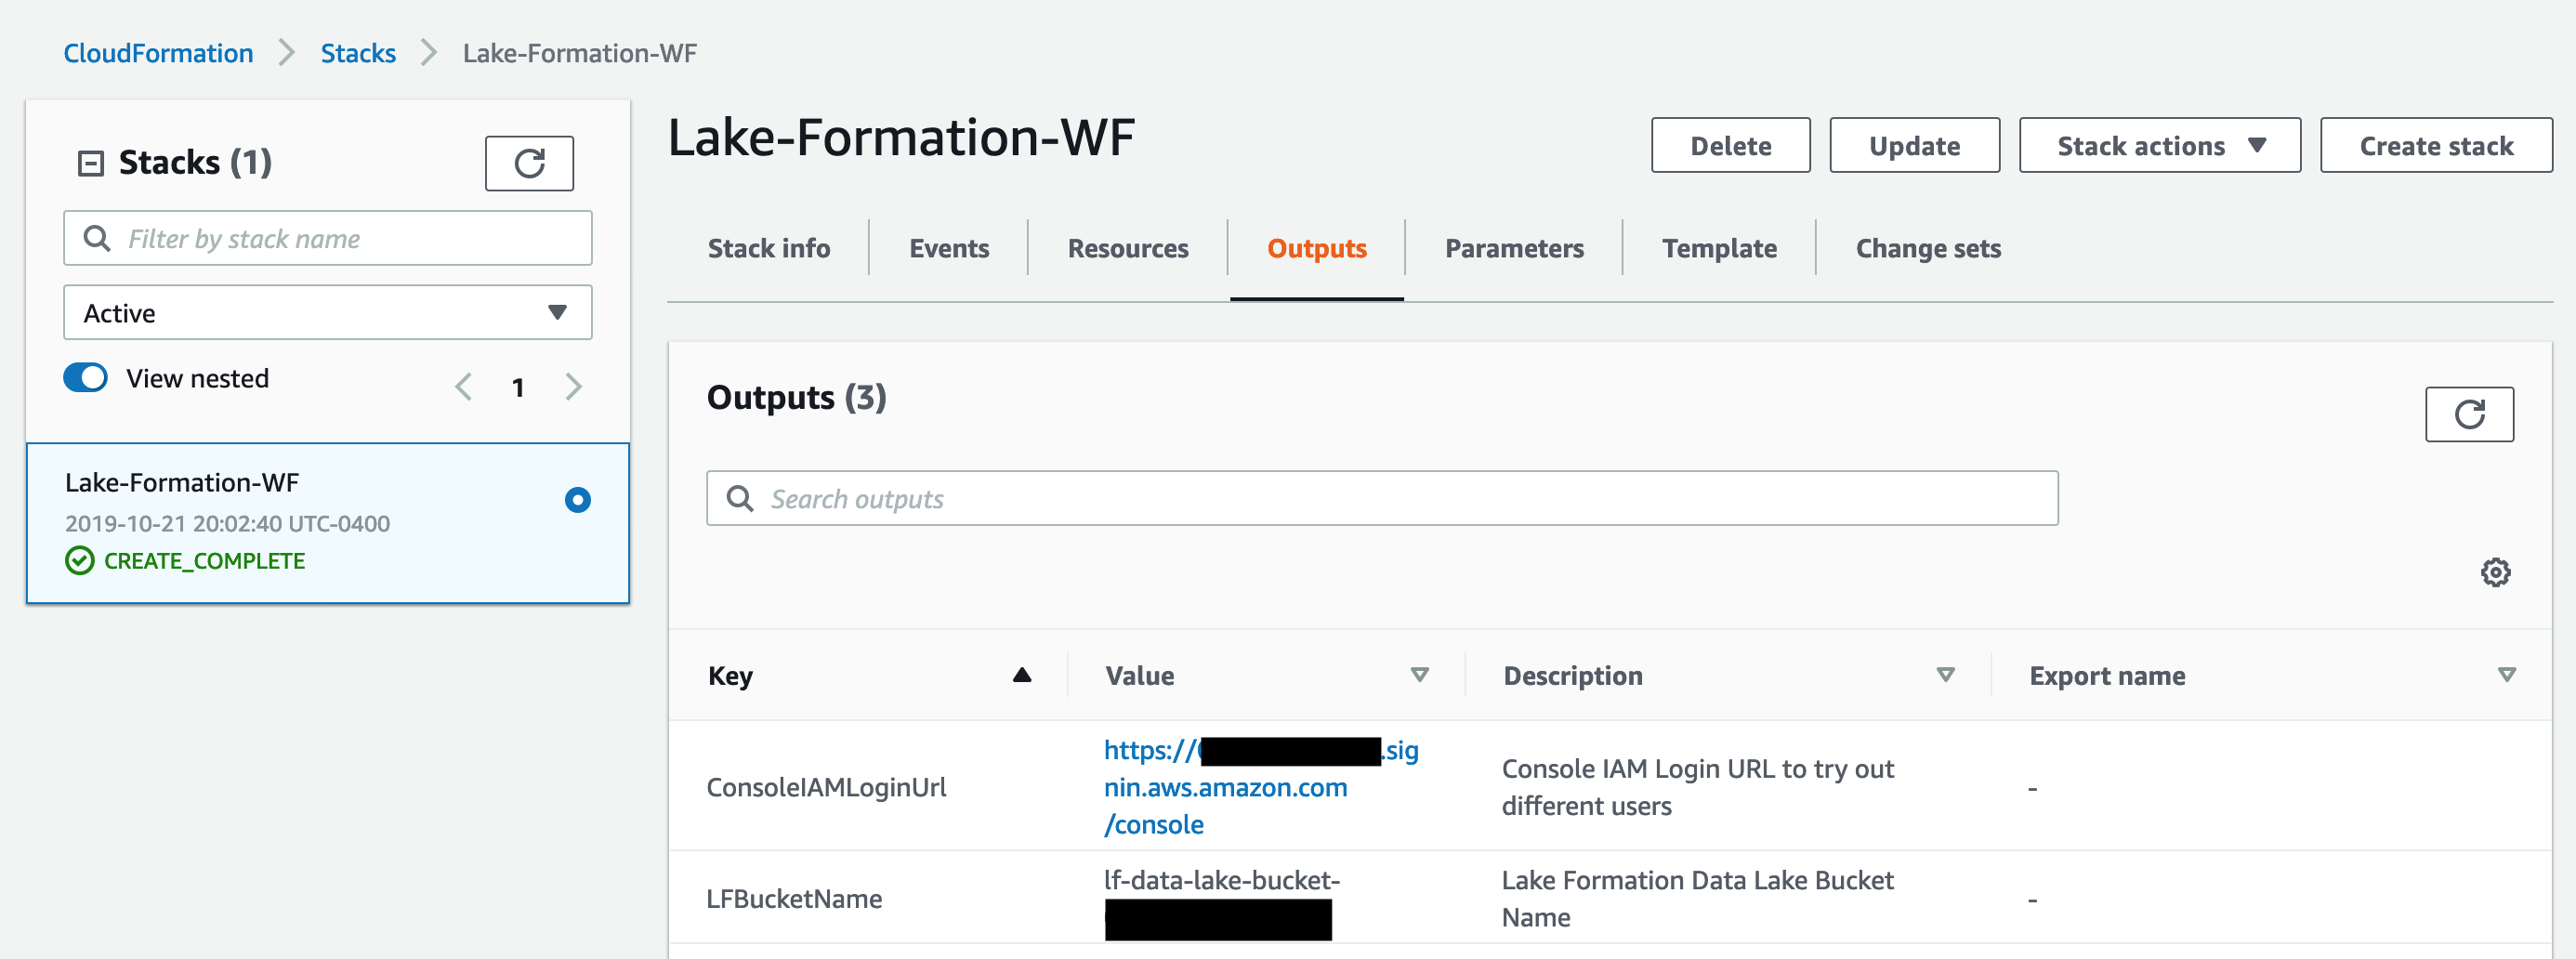 CloudFormation > Stacks > Lake-Formation-WF
Stacks (1)
Filter by stack name
Active
View nested
1
Lake-Formation-WF
2019-10-21 20:02:40 UTC-0400
CREATE_COMPLETE
Lake-Formation-WF
Delete Update Stack actions Create stack
Stack info Events Resources Outputs Parameters Template Change sets
Outputs (3)
Search outputs
Key Value Description Export name
ConsoleIAMLoginUrl
https:// .sig
nin.aws.amazon.com
/console
Console IAM Login URL to try out
different users
-
LFBucketName
lf-data-lake-bucket-
Lake Formation Data Lake Bucket
Name
-